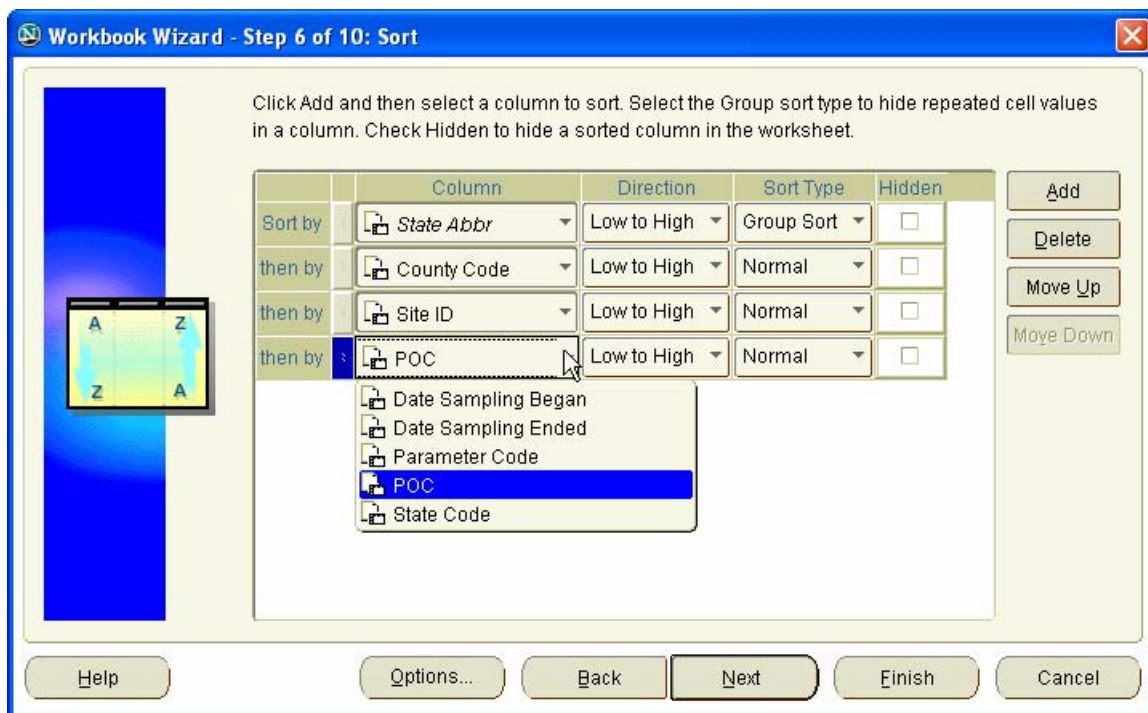 Workbook Wizard - Step 6 of 10: Sort
Click Add and then select a column to sort. Select the Group sort type to hide repeated cell values
in a column. Check Hidden to hide a sorted column in the worksheet.
Column Direction Sort Type Hidden
Sort by State Abbr Low to High Group Sort
then by County Code Low to High Normal
then by Site ID Low to High Normal
then by POC Low to High Normal
Date Sampling Began
Date Sampling Ended
Parameter Code
POC
State Code
Add
Delete
Move Up
Move Down
A Z
Z A
Help Options... Back Next Finish Cancel